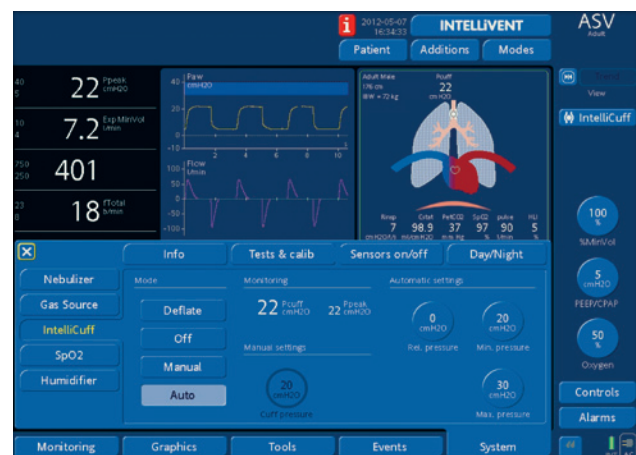 i 2012-05-07 16:34:33 INTELLiVENT ASV
Adult
Patient Additions Modes
40 5 22 Ppeak cmH2O
10 4 7.2 ExpMinVol l/min
750 250 401
23 8 18 fTotal b/min
40 Paw cmH2O
20
0
-10 2 4 6 8 10
100 Flow l/min
50
0
-50
-100
Adult Male
176 cm
IBW = 72 kg
Pcuff
22
cmH2O
Rinsp Cstat PetCO2 SpO2 pulse HLI
7 98.9 37 97 90 5
cmH2O/l/s ml/cmH2O mm Hg % 1/min %
Trend
View
IntelliCuff
100 %
%MinVol
5 cmH2O
PEEP/CPAP
50 %
Oxygen
Controls
Alarms
Info Tests & calib Sensors on/off Day/Night
Nebulizer
Gas Source
IntelliCuff
SpO2
Humidifier
Mode
Deflate
Off
Manual
Auto
Monitoring
22 Pcuff cmH2O 22 Ppeak cmH2O
Manual settings
20 cmH2O
Cuff pressure
Automatic settings
0 cmH2O
Rel. pressure
20 cmH2O
Min. pressure
30 cmH2O
Max. pressure
Monitoring Graphics Tools Events System